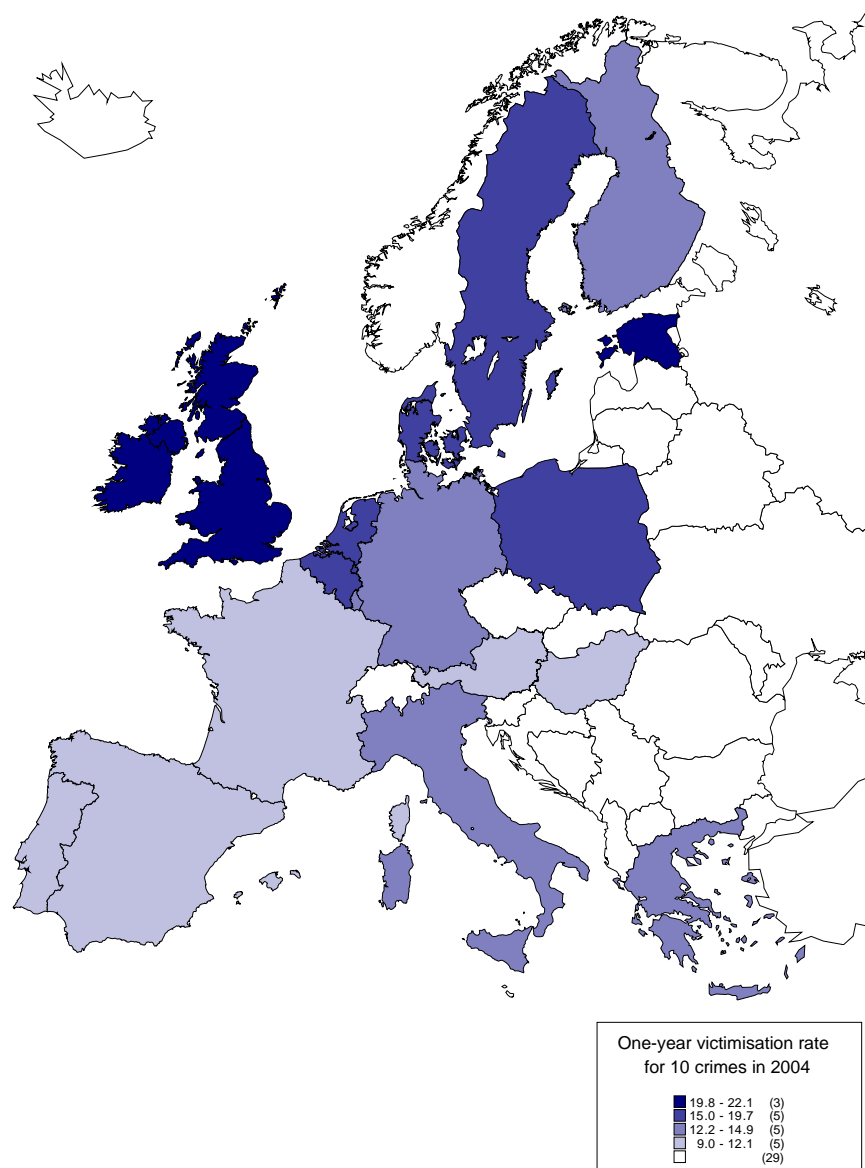 One-year victimisation rate
for 10 crimes in 2004
19.8 - 22.1 (3)
15.0 - 19.7 (5)
12.2 - 14.9 (5)
9.0 - 12.1 (5)
(29)